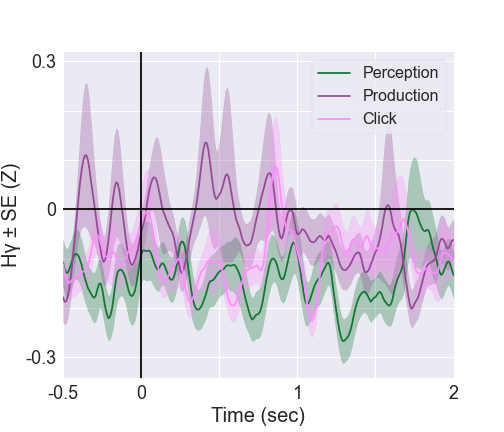 0.3
0
-0.3
Hγ ± SE (Z)
Perception
Production
Click
-0.5
0
1
2
Time (sec)